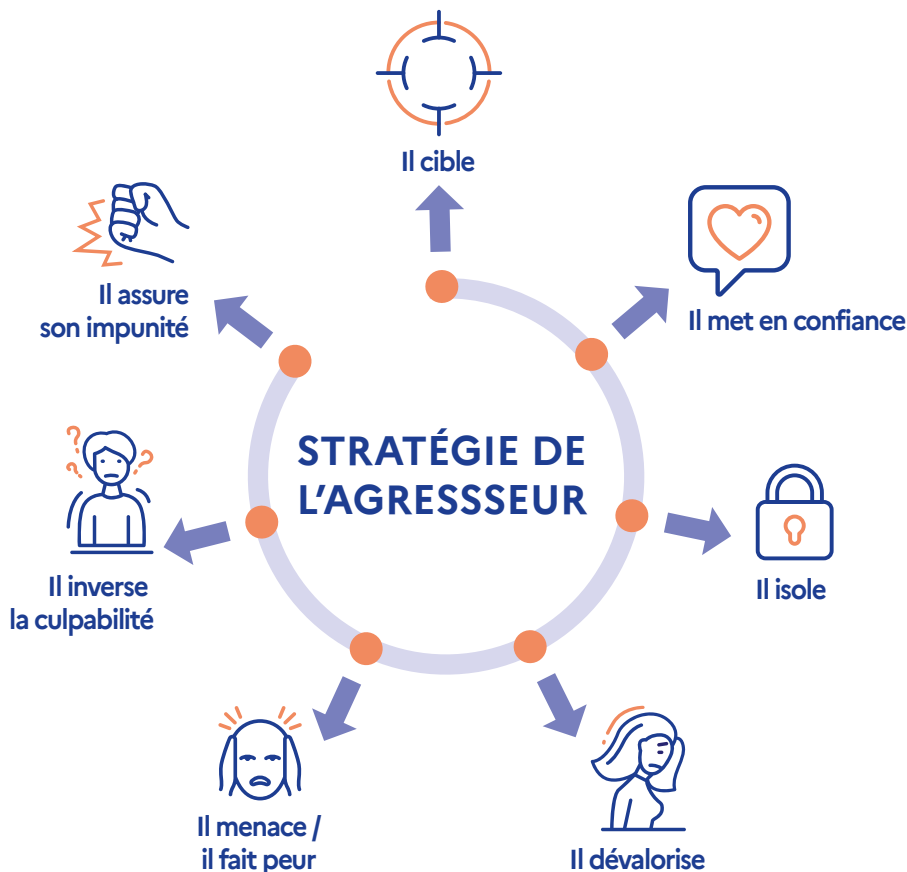 STRATÉGIE DE
L’AGRESSSEUR
Il cible
Il met en confiance
Il isole
Il dévalorise
Il menace /
il fait peur
Il inverse
la culpabilité
Il assure
son impunité